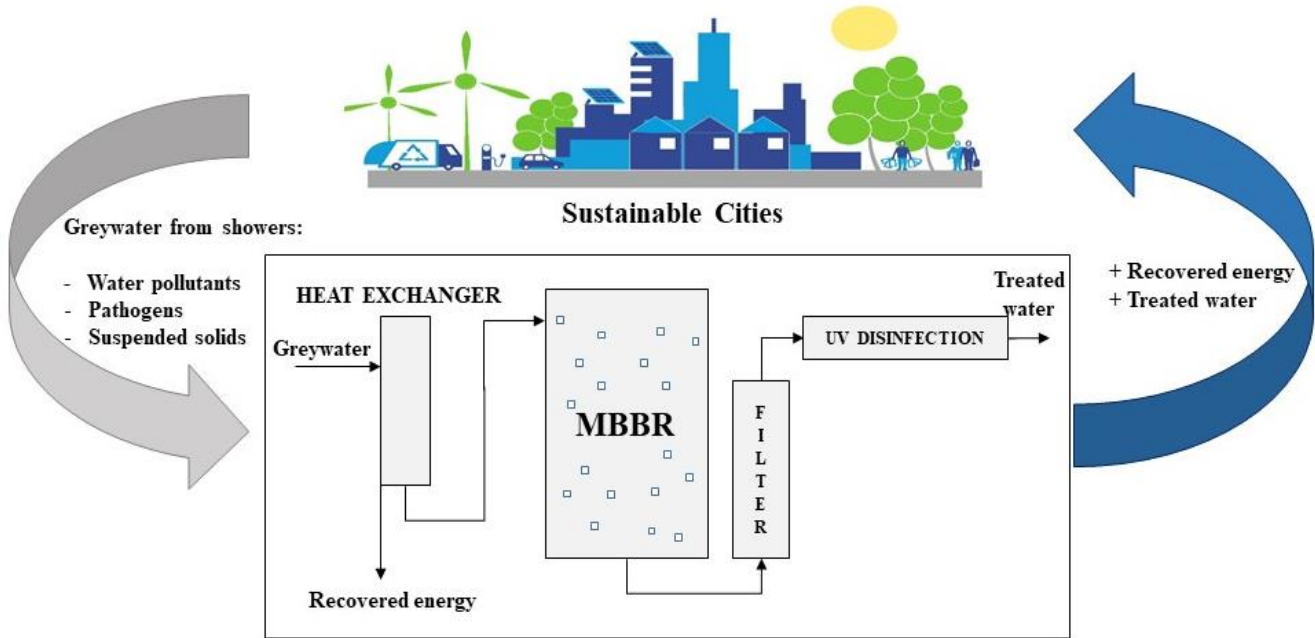 Sustainable Cities
Greywater from showers:
- Water pollutants
- Pathogens
- Suspended solids
HEAT EXCHANGER
Greywater
Recovered energy
MBBR
FILTER
UV DISINFECTION
Treated
water
+ Recovered energy
+ Treated water